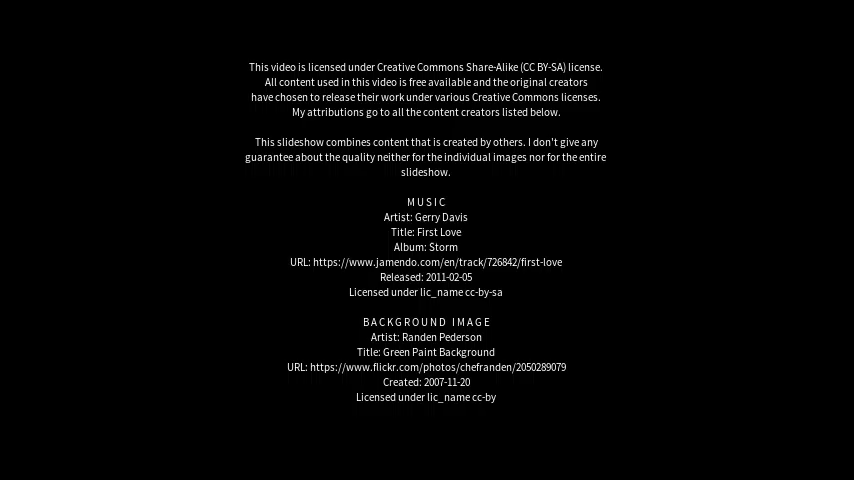 This video is licensed under Creative Commons Share-Alike (CC BY-SA) license.
All content used in this video is free available and the original creators
have chosen to release their work under various Creative Commons licenses.
My attributions go to all the content creators listed below.
This slideshow combines content that is created by others. I don't give any
guarantee about the quality neither for the individual images nor for the entire
slideshow.
MUSIC
Artist: Gerry Davis
Title: First Love
Album: Storm
URL: https://www.jamendo.com/en/track/726842/first-love
Released: 2011-02-05
Licensed under lic_name cc-by-sa
BACKGROUND IMAGE
Artist: Randen Pederson
Title: Green Paint Background
URL: https://www.flickr.com/photos/chefranden/2050289079
Created: 2007-11-20
Licensed under lic_name cc-by